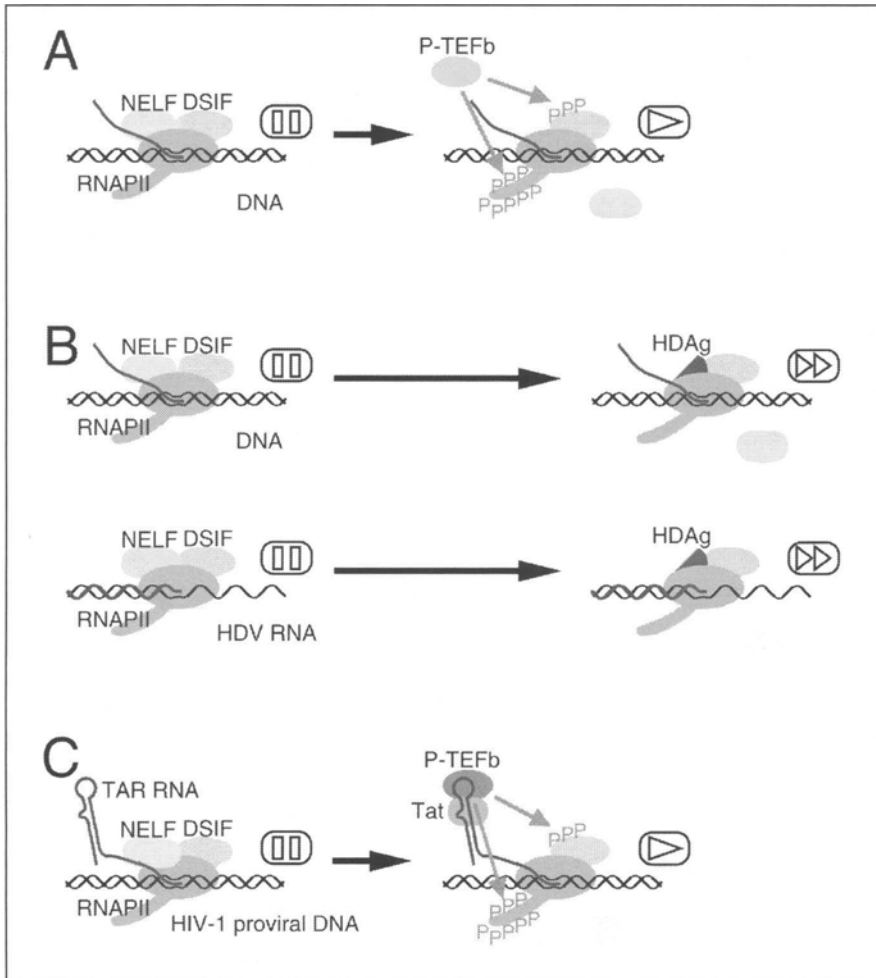 A
P-TEFb
NELF DSIF
PPP
RNAPII
PPP
PPPPP
DNA
B
NELF DSIF
HDAg
RNAPII
DNA
NELF DSIF
HDAg
RNAPII
HDV RNA
C
P-TEFb
TAR RNA
Tat
NELF DSIF
PPP
RNAPII
PPP
PPPPP
HIV-1 proviral DNA